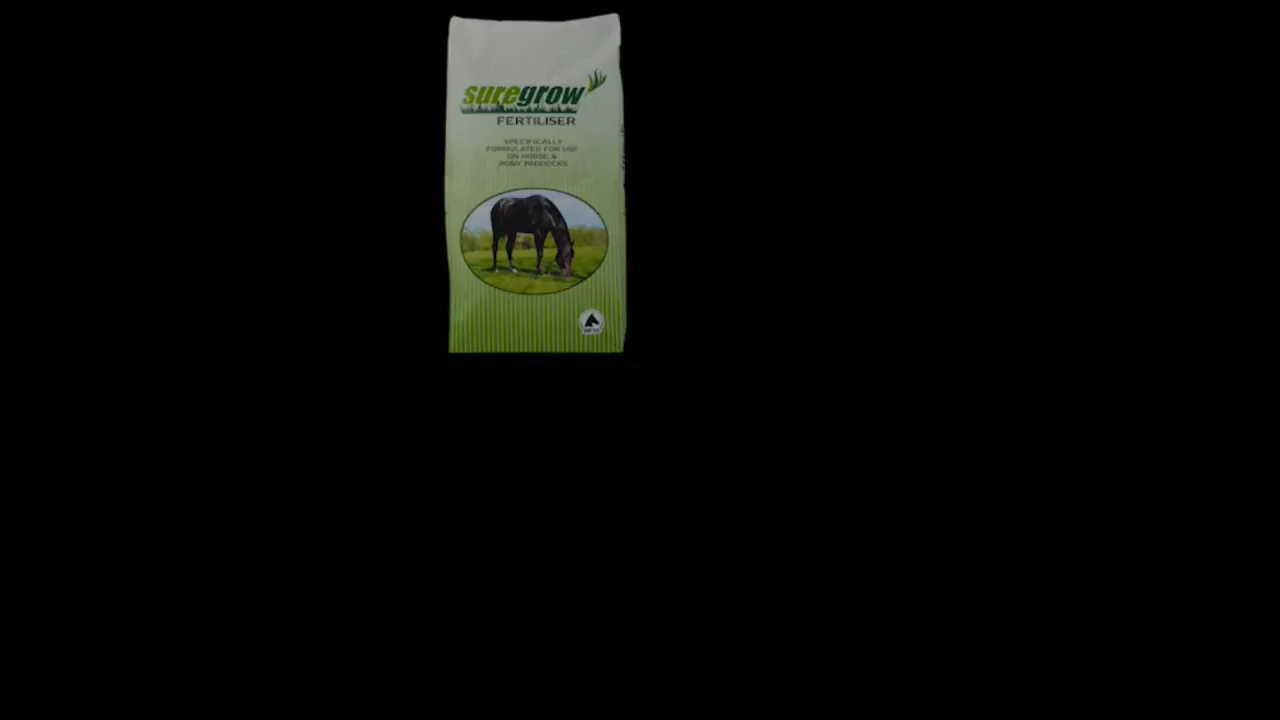 suregrow
FERTILISER
SPECIFICALLY
FORMULATED FOR USE
ON HORSE &
PONY PADDOCKS